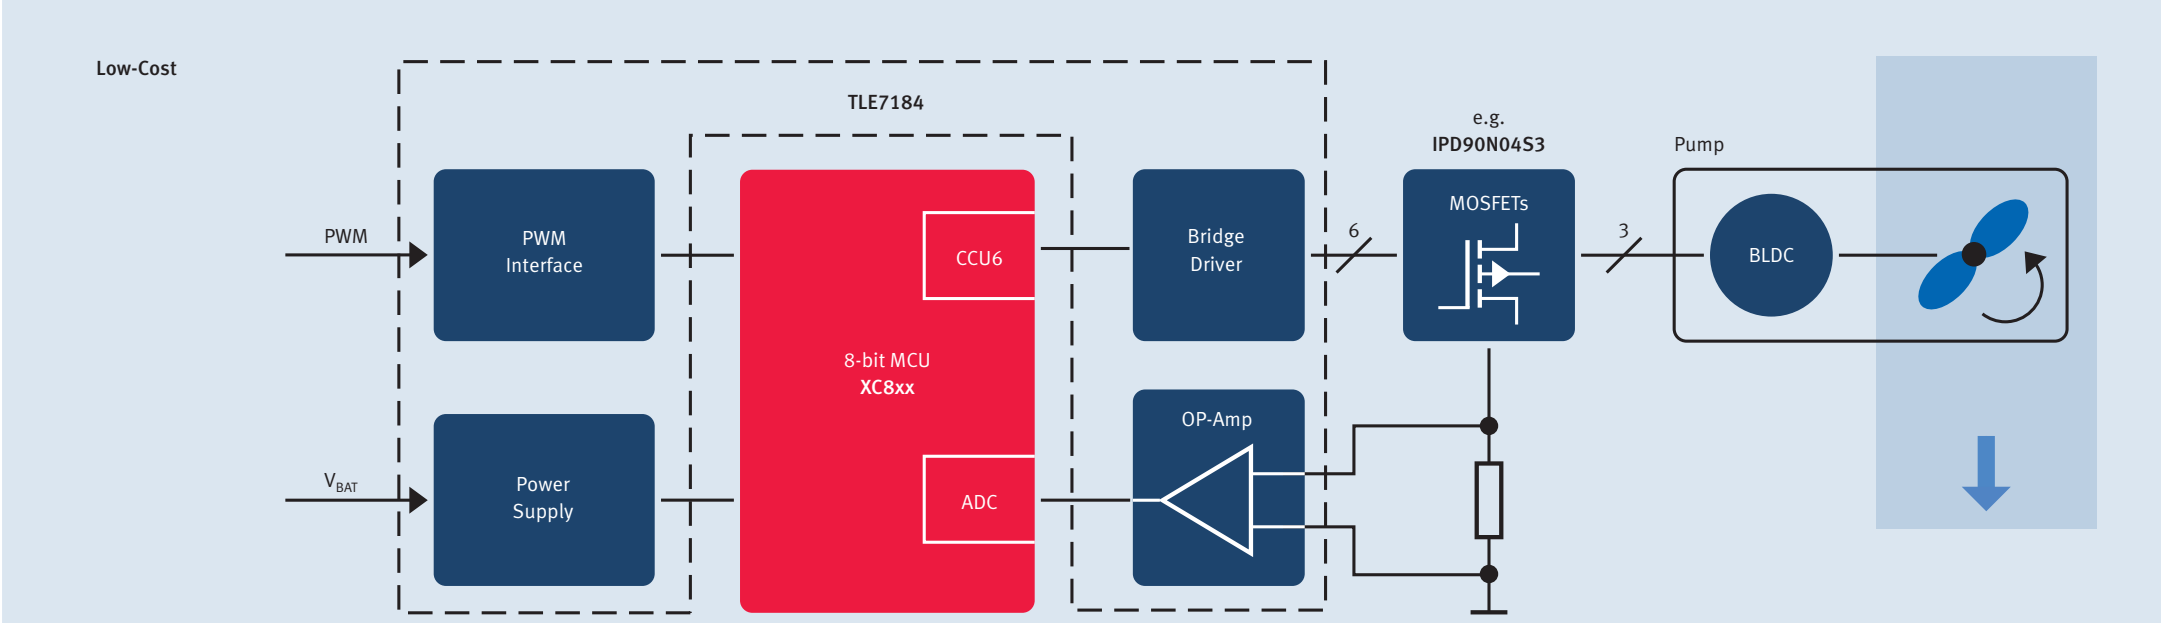 Low-Cost
TLE7184
e.g.
IPD90N04S3
Pump
PWM
PWM
Interface
CCU6
Bridge
Driver
6
MOSFETs
3
BLDC
8-bit MCU
XC8xx
OP-Amp
VBAT
Power
Supply
ADC